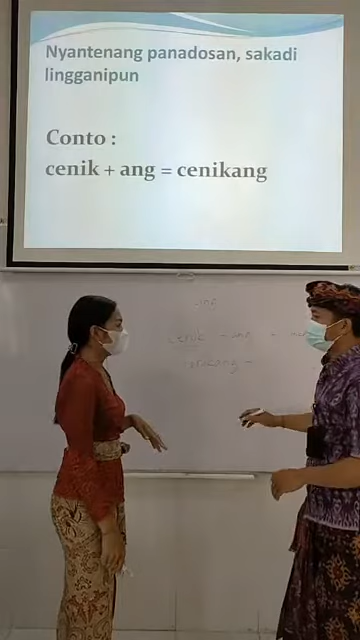 Nyantenang panadosan, sakadi
lingganipun
Conto :
cenik + ang = cenikang